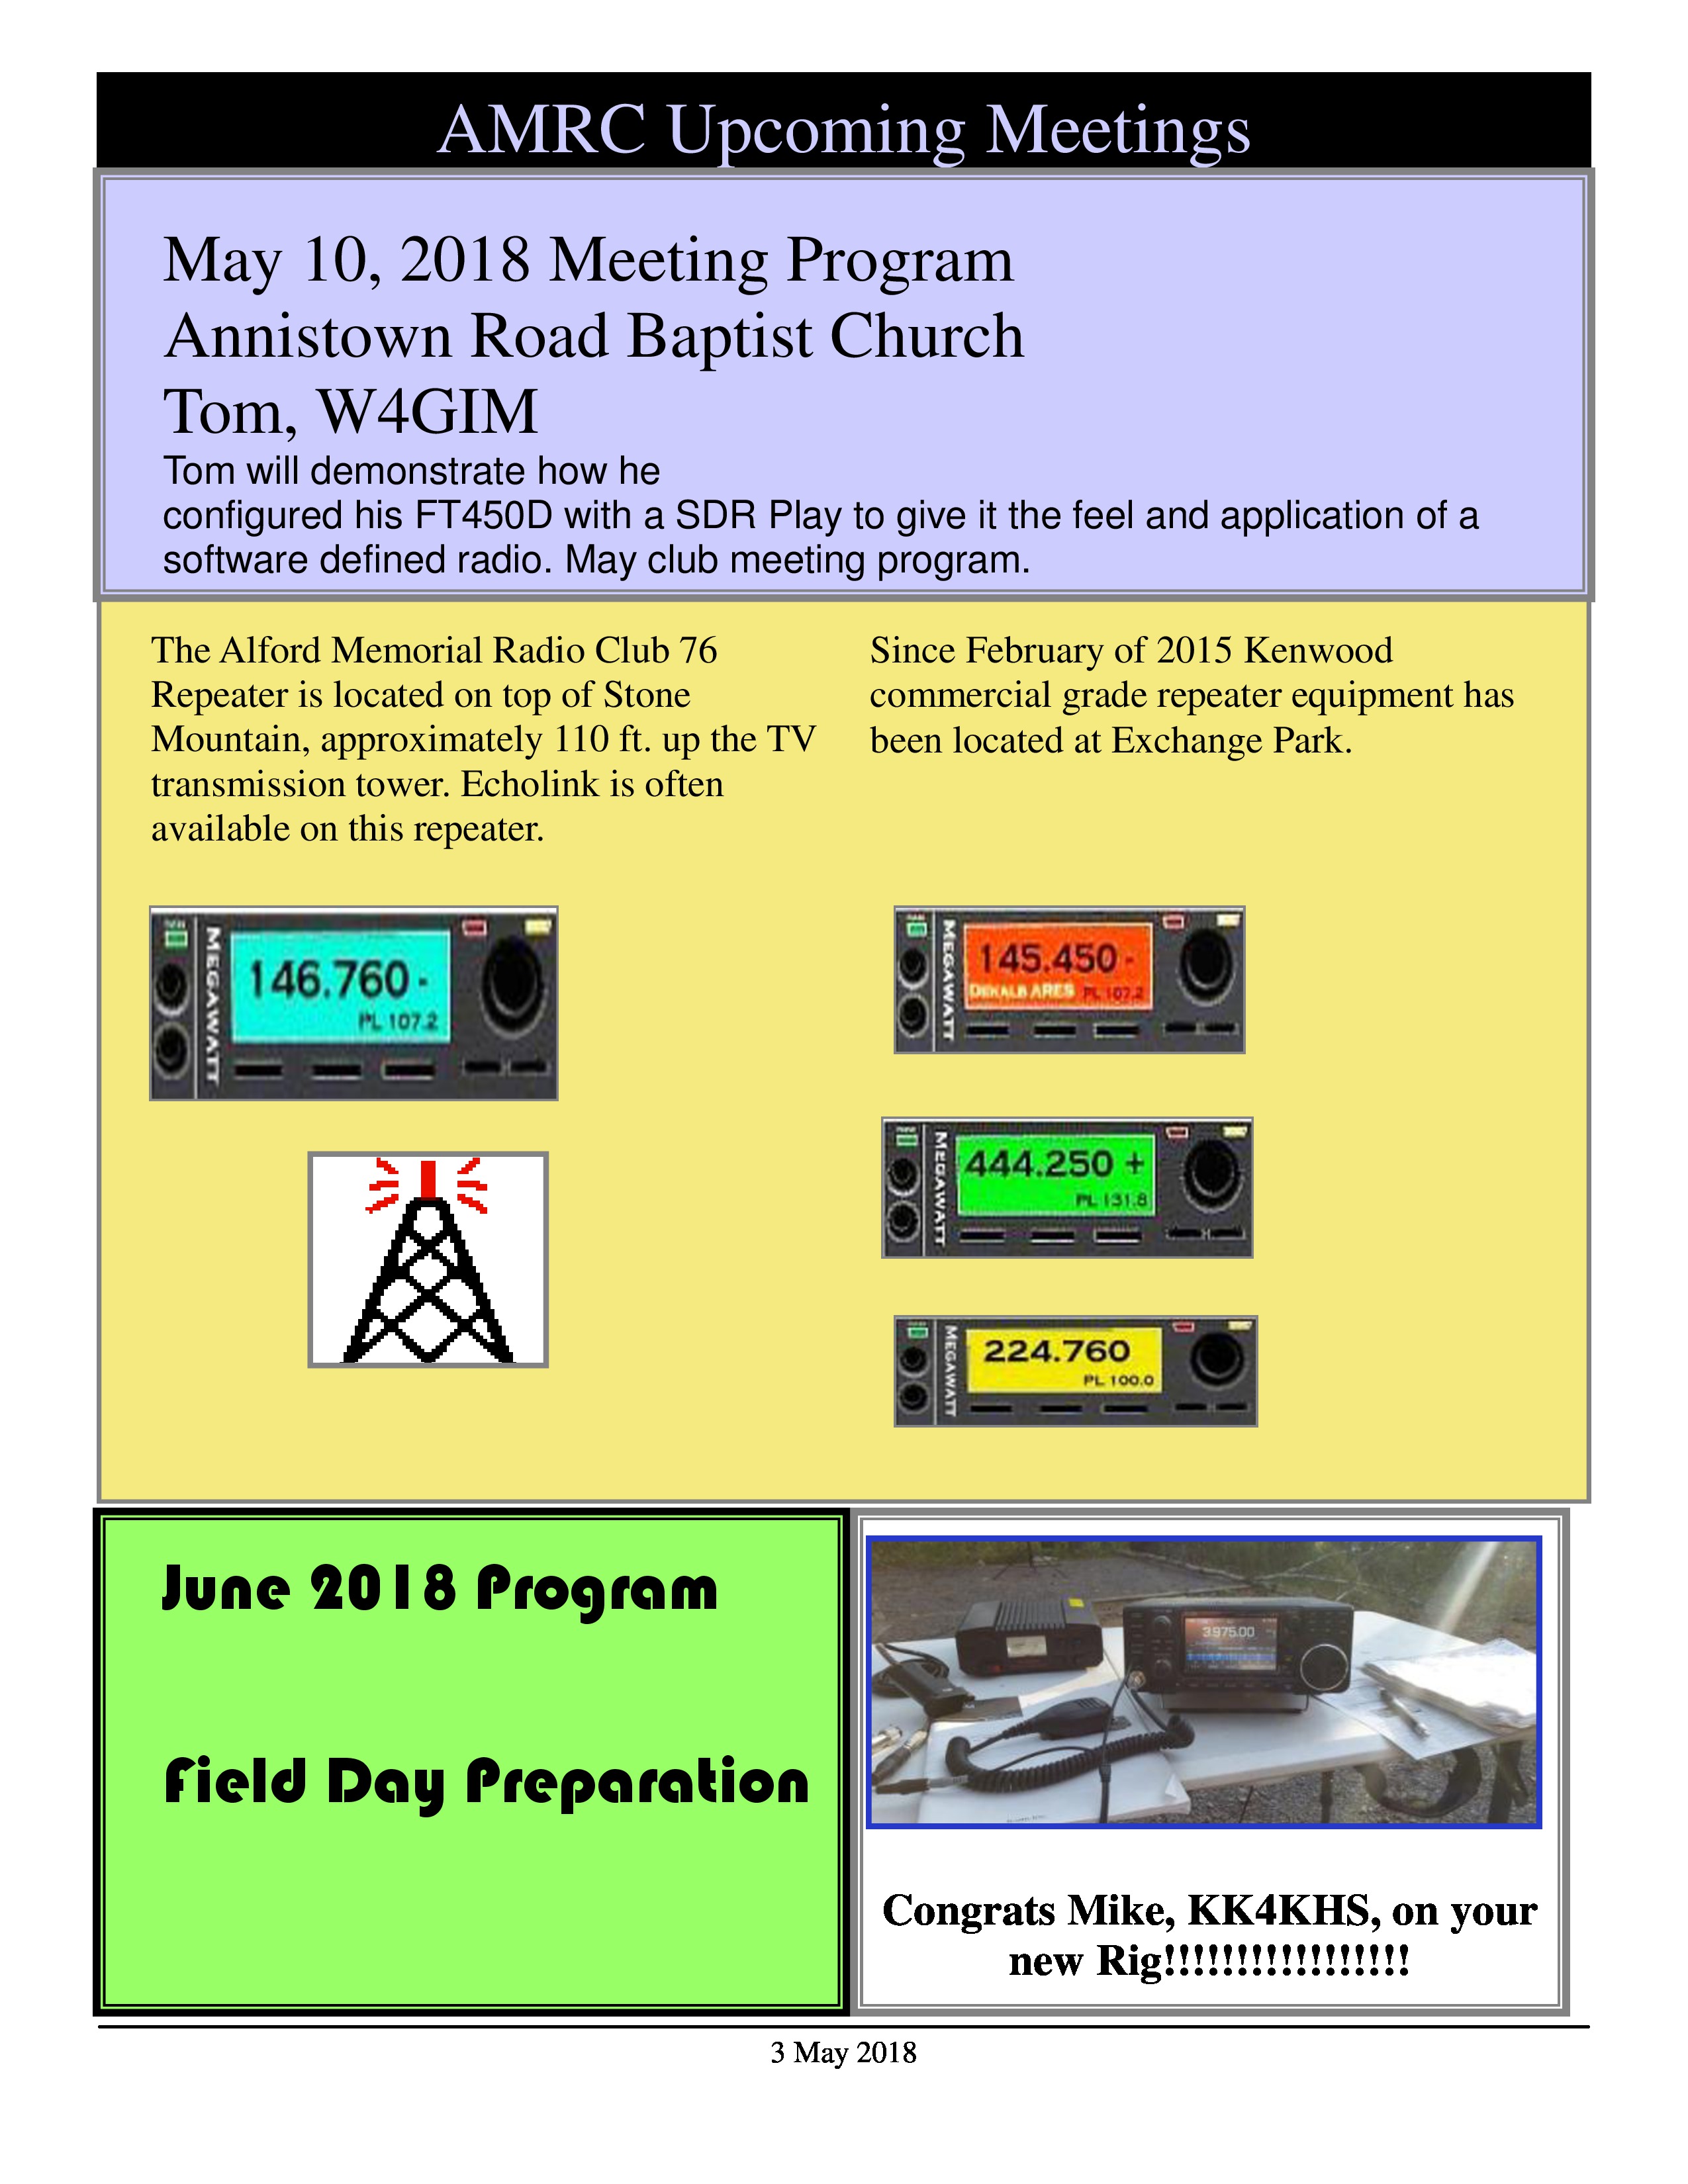 AMRC Upcoming Meetings
May 10, 2018 Meeting Program
Annistown Road Baptist Church
Tom, W4GIM
Tom will demonstrate how he
configured his FT450D with a SDR Play to give it the feel and application of a
software defined radio. May club meeting program.
The Alford Memorial Radio Club 76
Repeater is located on top of Stone
Mountain, approximately 110 ft. up the TV
transmission tower. Echolink is often
available on this repeater.
Since February of 2015 Kenwood
commercial grade repeater equipment has
been located at Exchange Park.
MEGAWATT
146.760 -
PL 107.2
MEGAWATT
145.450 -
DEKALB ARES PL 107.2
MEGAWATT
444.250 +
PL 131.8
MEGAWATT
224.760
PL 100.0
June 2018 Program
Field Day Preparation
3.975.00
Congrats Mike, KK4KHS, on your
new Rig!!!!!!!!!!!!!!!!!
3 May 2018